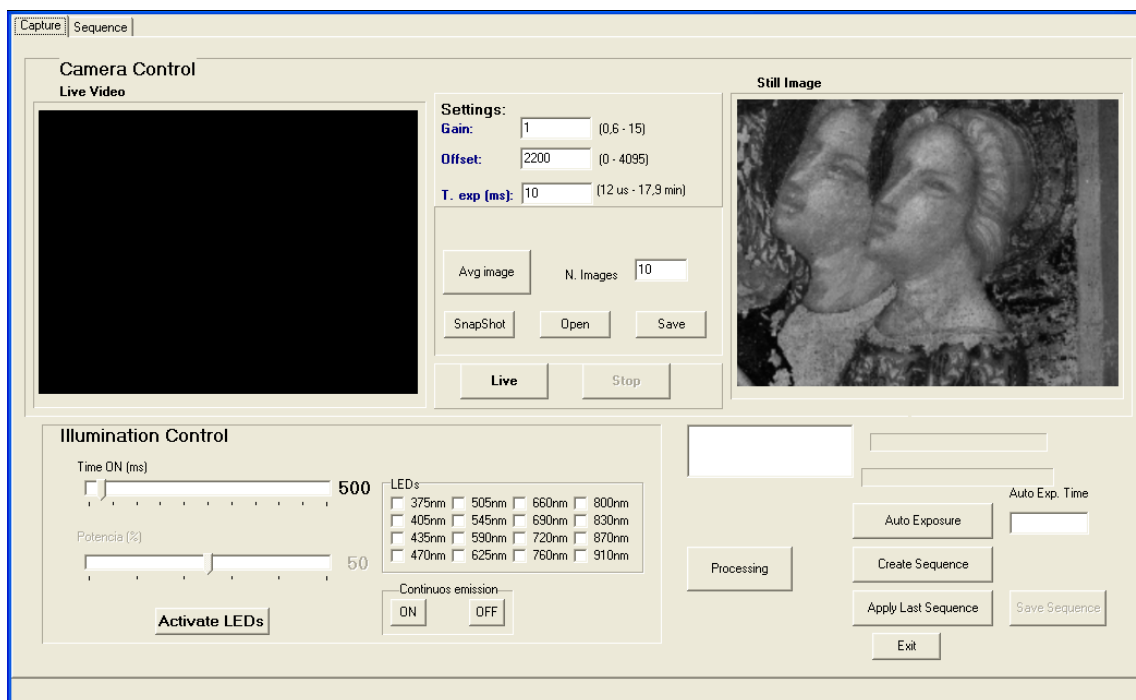 Capture Sequence
Camera Control
Live Video
Still Image
Settings:
Gain: 1 (0,6 - 15)
Offset: 2200 (0 - 4095)
T. exp (ms): 10 (12 us - 17,9 min)
Avg image N. Images 10
SnapShot Open Save
Live Stop
Illumination Control
Time ON (ms)
500
Potencia (%)
50
Activate LEDs
LEDs
375nm 505nm 660nm 800nm
405nm 545nm 690nm 830nm
435nm 590nm 720nm 870nm
470nm 625nm 760nm 910nm
Continuos emission
ON OFF
Processing
Auto Exp. Time
Auto Exposure
Create Sequence
Apply Last Sequence Save Sequence
Exit